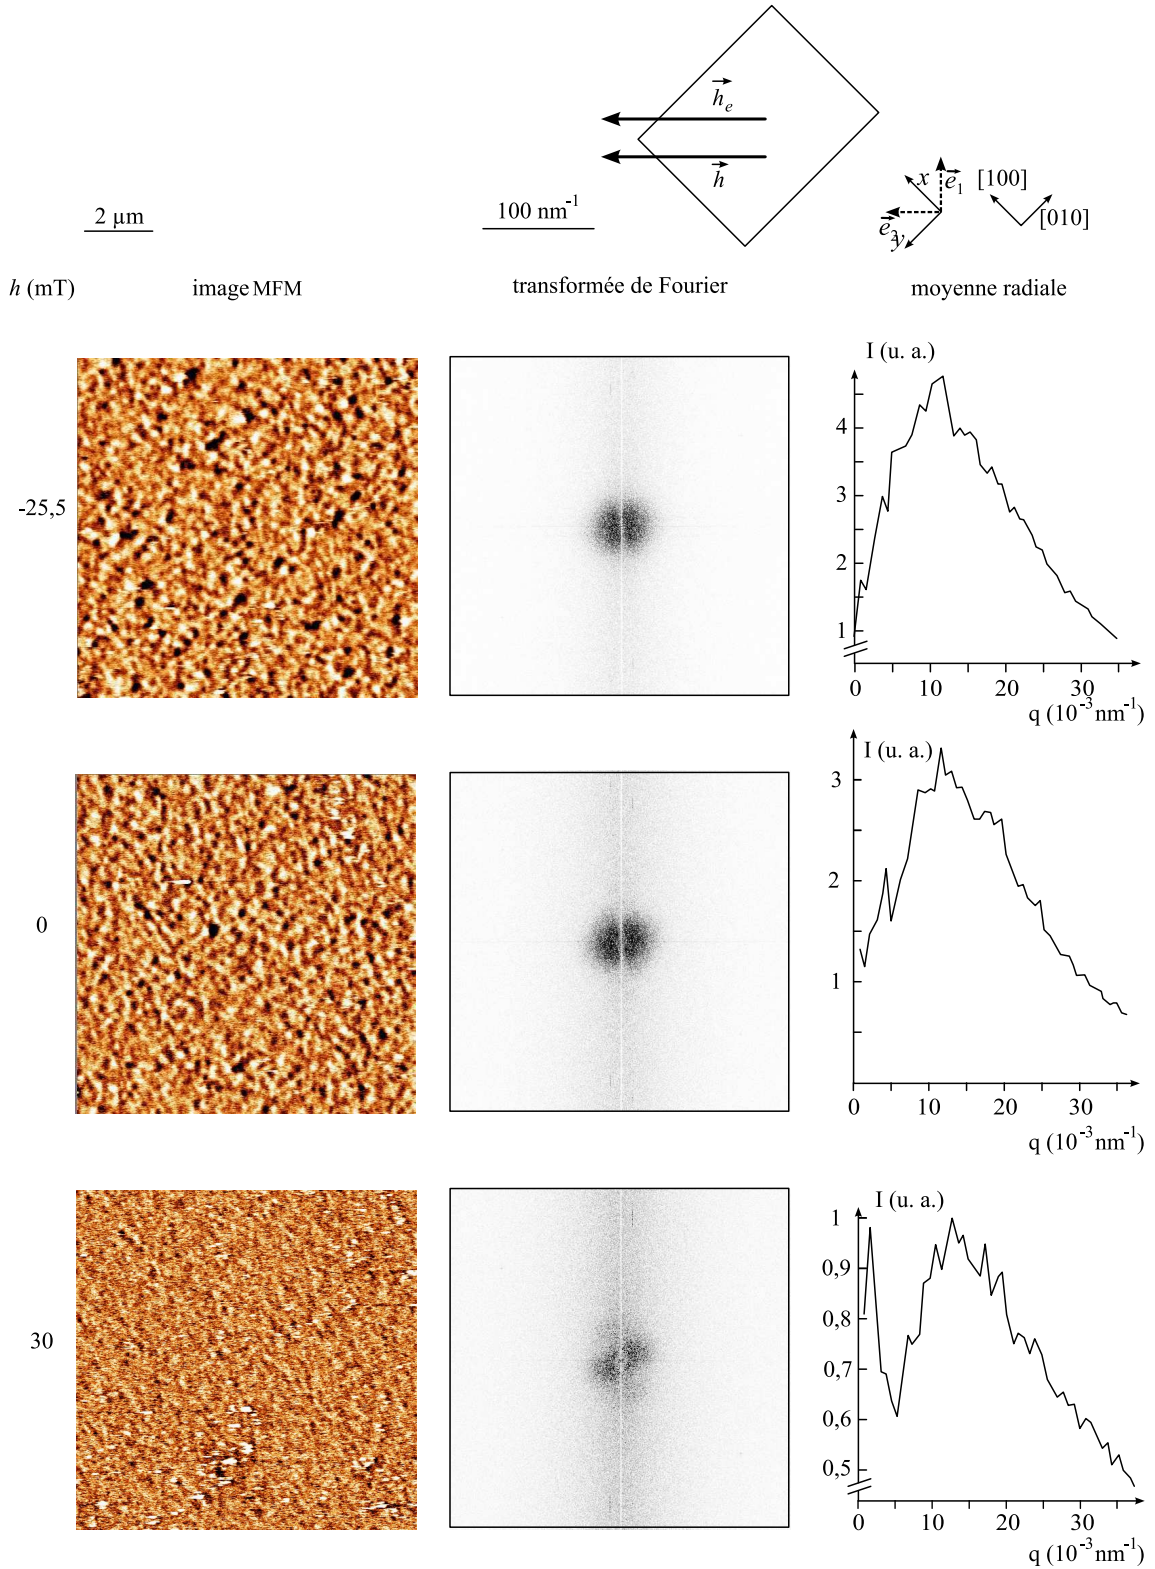 h_e
h
2 µm
100 nm⁻¹
x
e₁
[100]
e₂
y
[010]
h (mT)
image MFM
transformée de Fourier
moyenne radiale
-25,5
I (u. a.)
4
3
2
1
0 10 20 30
q (10⁻³ nm⁻¹)
0
I (u. a.)
3
2
1
0 10 20 30
q (10⁻³ nm⁻¹)
30
I (u. a.)
1
0,9
0,8
0,7
0,6
0,5
0 10 20 30
q (10⁻³ nm⁻¹)